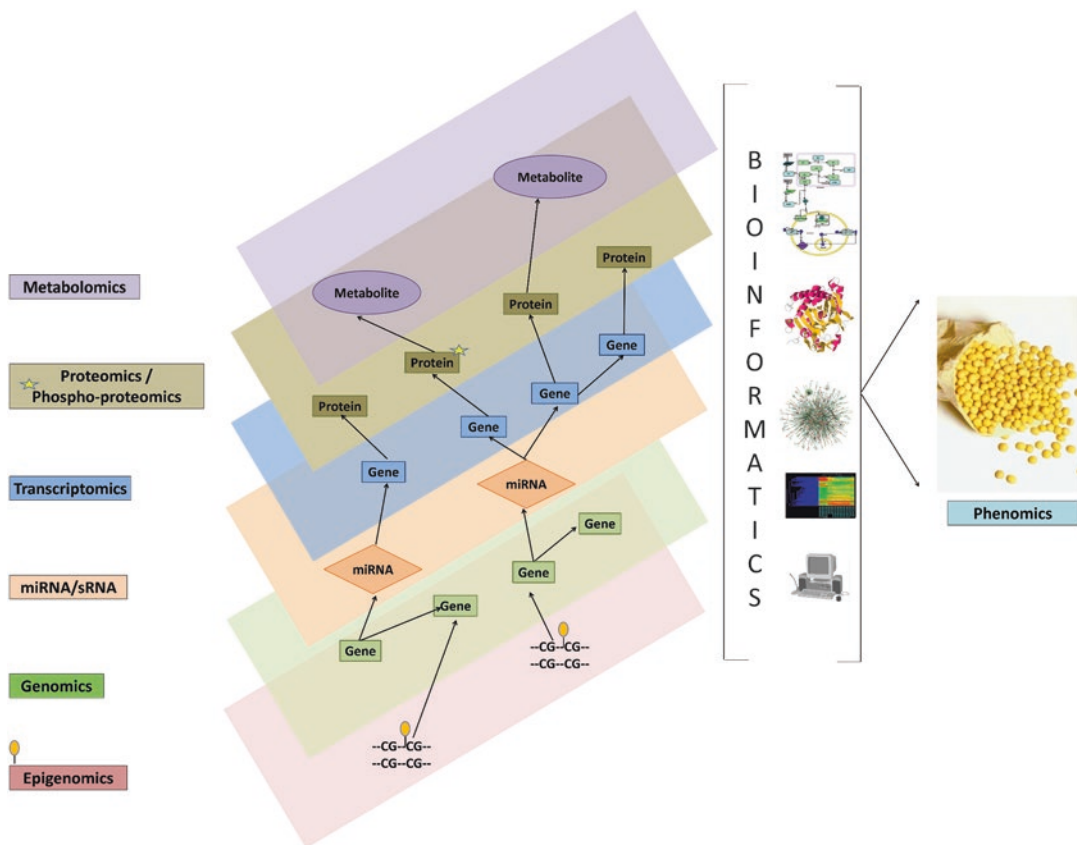 Metabolomics
Proteomics /
Phospho-proteomics
Transcriptomics
miRNA/sRNA
Genomics
Epigenomics
Metabolite
Metabolite
Protein
Protein
Protein
Protein
Gene
Gene
Gene
Gene
miRNA
miRNA
Gene
Gene
Gene
Gene
--CG--CG--
--CG--CG--
--CG--CG--
--CG--CG--
B
I
O
I
N
F
O
R
M
A
T
I
C
S
Phenomics